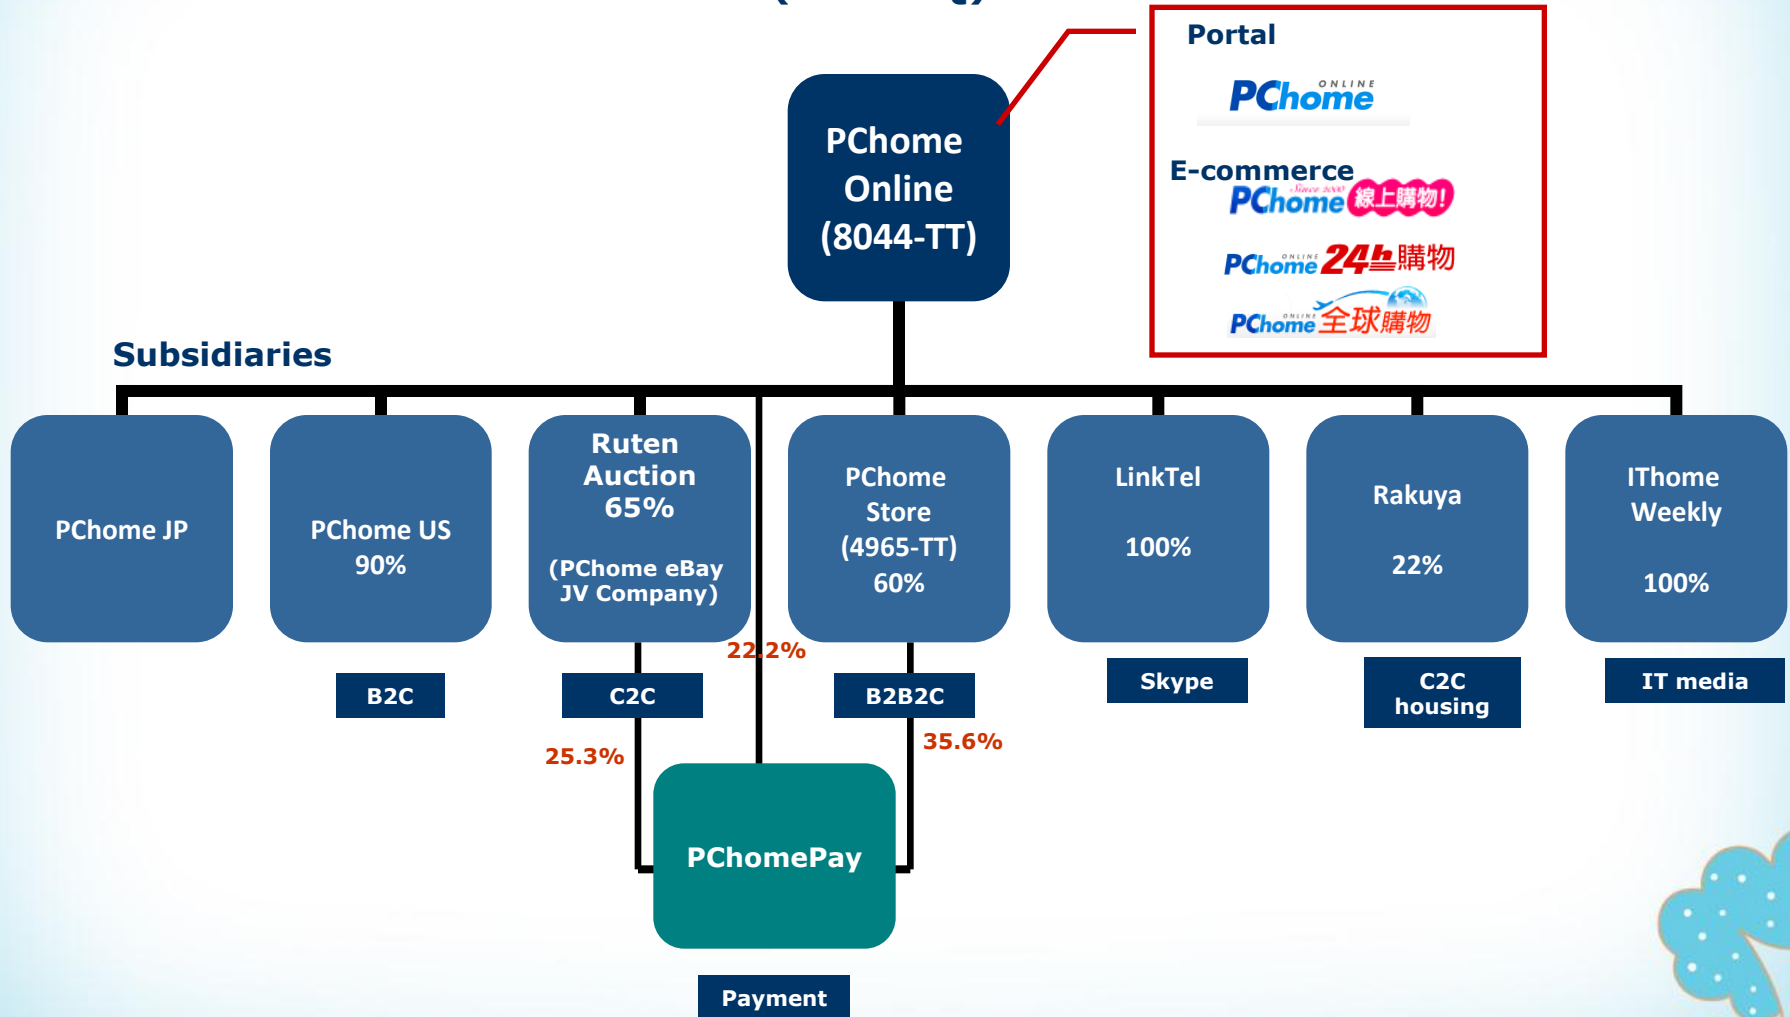 Portal
PChome ONLINE
E-commerce
Since 2000
PChome 線上購物!
PChome ONLINE 24h購物
PChome ONLINE 全球購物
PChome
Online
(8044-TT)
Subsidiaries
PChome JP
PChome US
90%
Ruten
Auction
65%
(PChome eBay
JV Company)
PChome
Store
(4965-TT)
60%
LinkTel
100%
Rakuya
22%
IThome
Weekly
100%
22.2%
B2C
C2C
B2B2C
Skype
C2C
housing
IT media
25.3%
35.6%
PChomePay
Payment